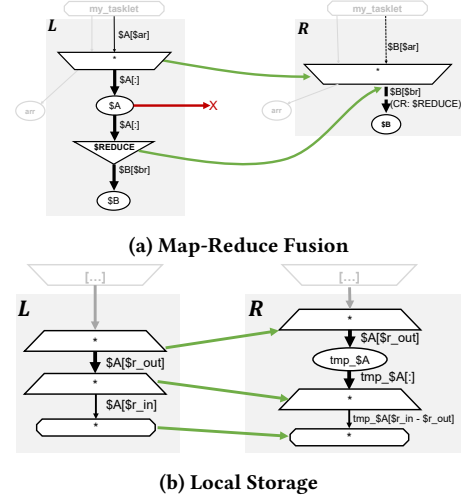 my_tasklet
L
$A[$ar]
*
$A[:]
arr
$A
X
$A[:]
$REDUCE
$B[$br]
$B
R
$B[$ar]
*
arr
$B[$br]
(CR: $REDUCE)
$B
(a) Map-Reduce Fusion
[...]
L
*
$A[$r_out]
*
$A[$r_in]
*
[...]
R
*
$A[$r_out]
tmp_$A
tmp_$A[:]
*
tmp_$A[$r_in - $r_out]
*
(b) Local Storage